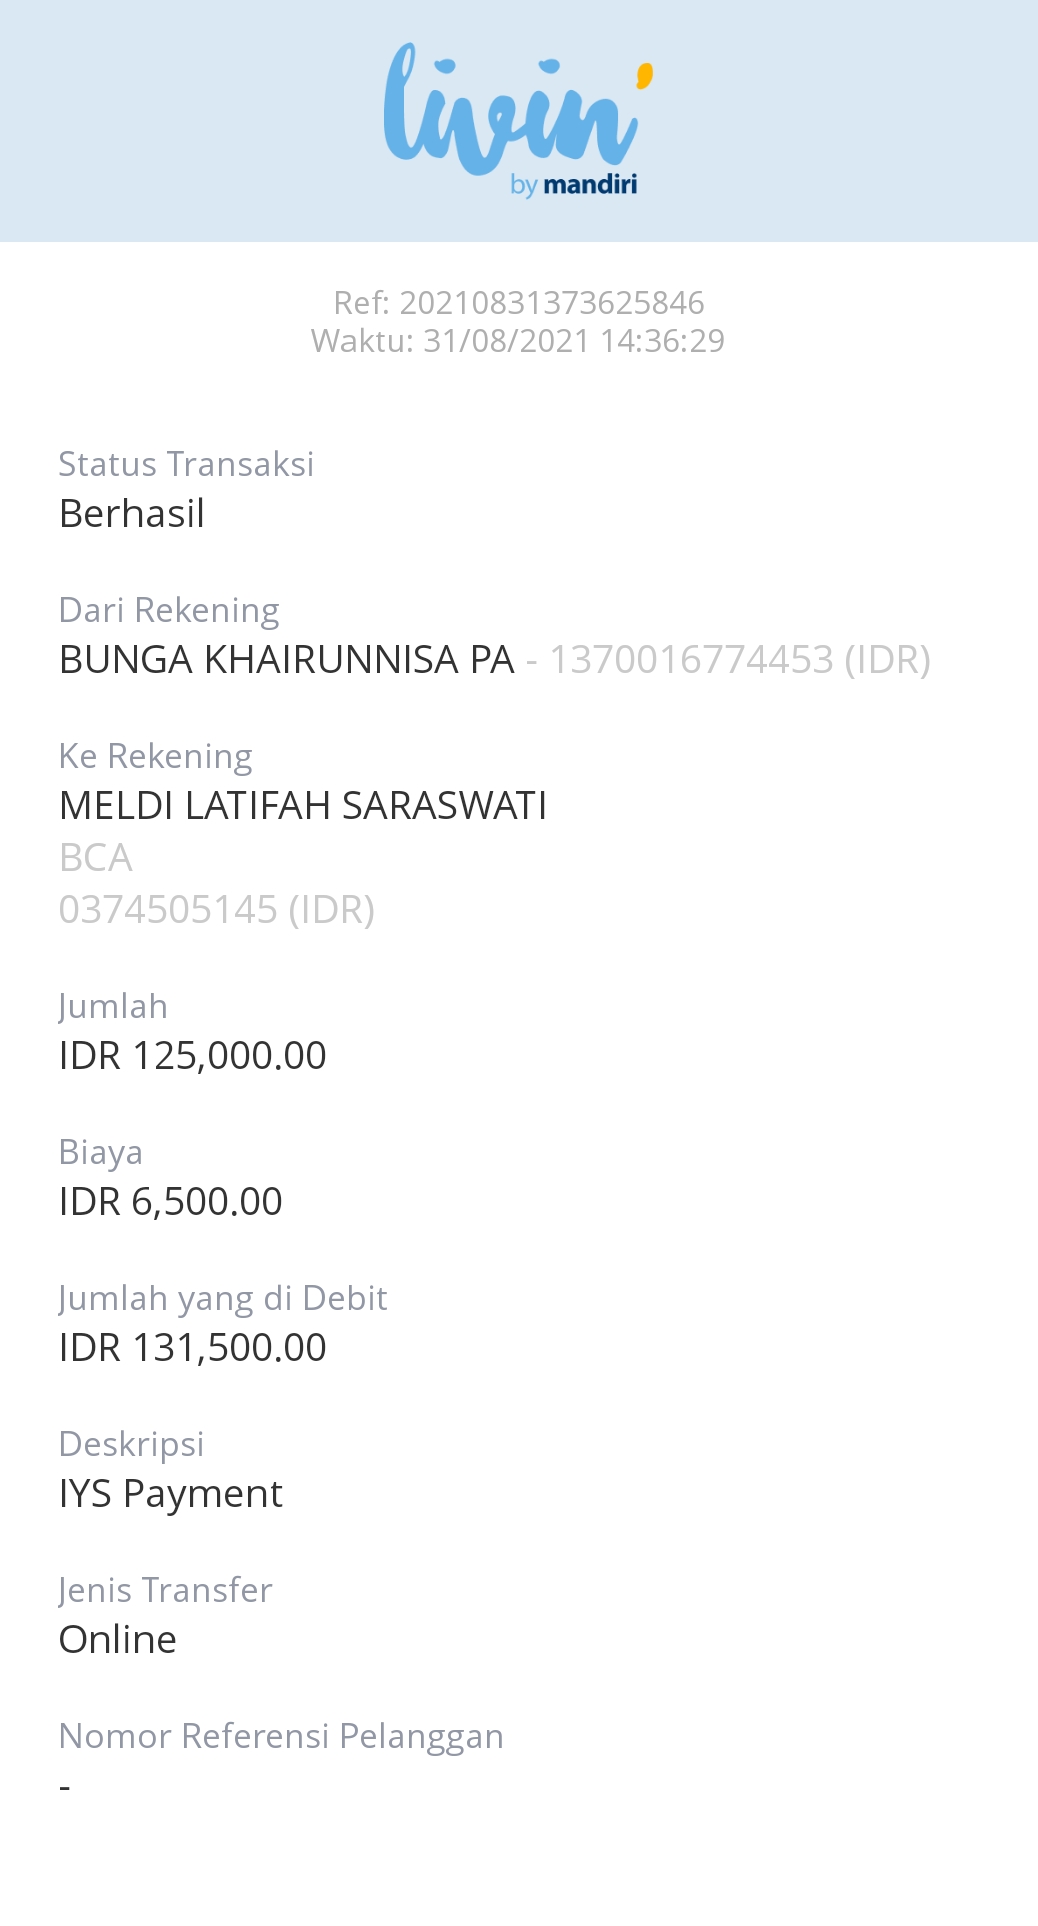 livin'
by mandiri
Ref: 20210831373625846
Waktu: 31/08/2021 14:36:29
Status Transaksi
Berhasil
Dari Rekening
BUNGA KHAIRUNNISA PA - 1370016774453 (IDR)
Ke Rekening
MELDI LATIFAH SARASWATI
BCA
0374505145 (IDR)
Jumlah
IDR 125,000.00
Biaya
IDR 6,500.00
Jumlah yang di Debit
IDR 131,500.00
Deskripsi
IYS Payment
Jenis Transfer
Online
Nomor Referensi Pelanggan
-